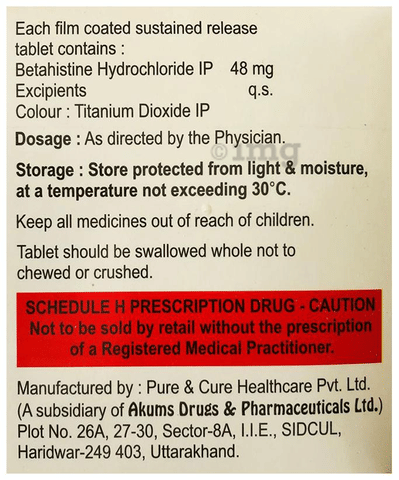 Each film coated sustained release
tablet contains :
Betahistine Hydrochloride IP 48 mg
Excipients q.s.
Colour : Titanium Dioxide IP
Dosage : As directed by the Physician.
1mg
Storage : Store protected from light & moisture,
at a temperature not exceeding 30°C.
Keep all medicines out of reach of children.
Tablet should be swallowed whole not to
chewed or crushed.
SCHEDULE H PRESCRIPTION DRUG - CAUTION
Not to be sold by retail without the prescription
of a Registered Medical Practitioner.
Manufactured by : Pure & Cure Healthcare Pvt. Ltd.
(A subsidiary of Akums Drugs & Pharmaceuticals Ltd.)
Plot No. 26A, 27-30, Sector-8A, I.I.E., SIDCUL,
Haridwar-249 403, Uttarakhand.